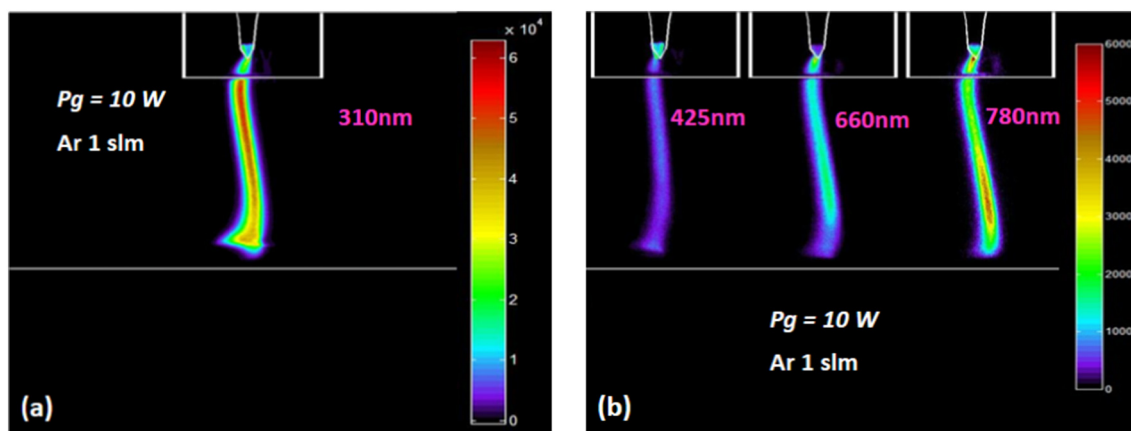 × 10⁴
6
5
4
3
2
1
0
Pg = 10 W
Ar 1 slm
310nm
(a)
425nm
660nm
780nm
6000
5000
4000
3000
2000
1000
0
Pg = 10 W
Ar 1 slm
(b)